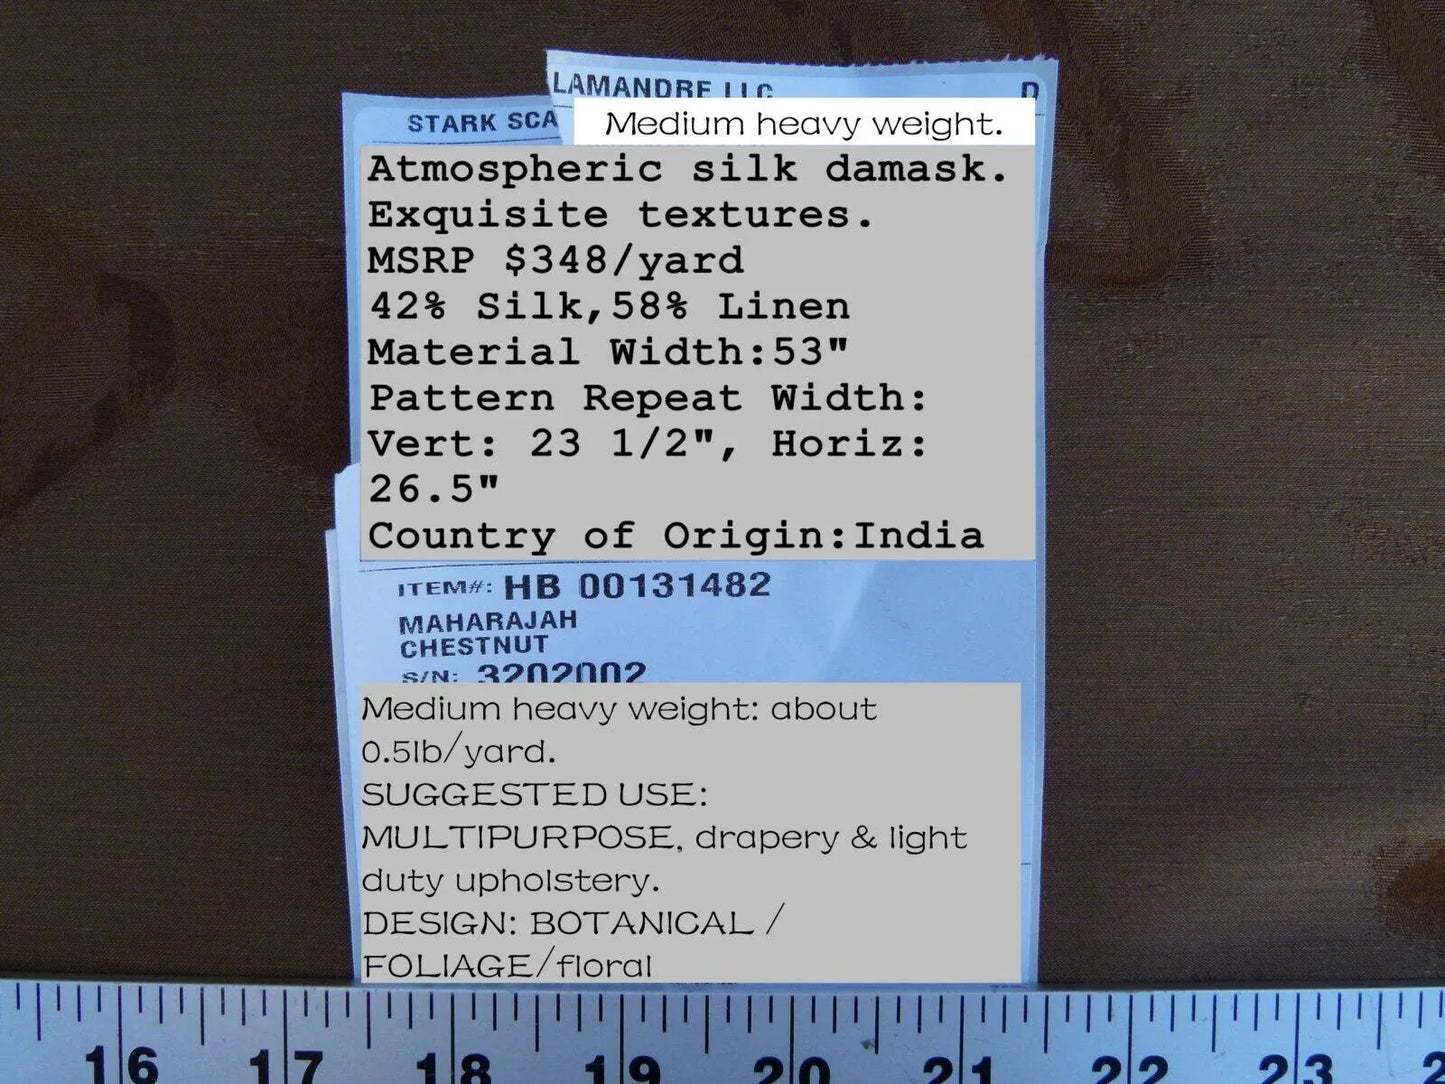 LAMANDRE LLC
STARK SCA
Medium heavy weight.
Atmospheric silk damask.
Exquisite textures.
MSRP $348/yard
42% Silk,58% Linen
Material Width:53"
Pattern Repeat Width:
Vert: 23 1/2", Horiz:
26.5"
Country of Origin:India
ITEM#: HB 00131482
MAHARAJAH
CHESTNUT
S/N: 3202002
Medium heavy weight: about
0.5lb/yard.
SUGGESTED USE:
MULTIPURPOSE, drapery & light
duty upholstery.
DESIGN: BOTANICAL /
FOLIAGE/floral
16 17 18 19 20 21 22 23 2